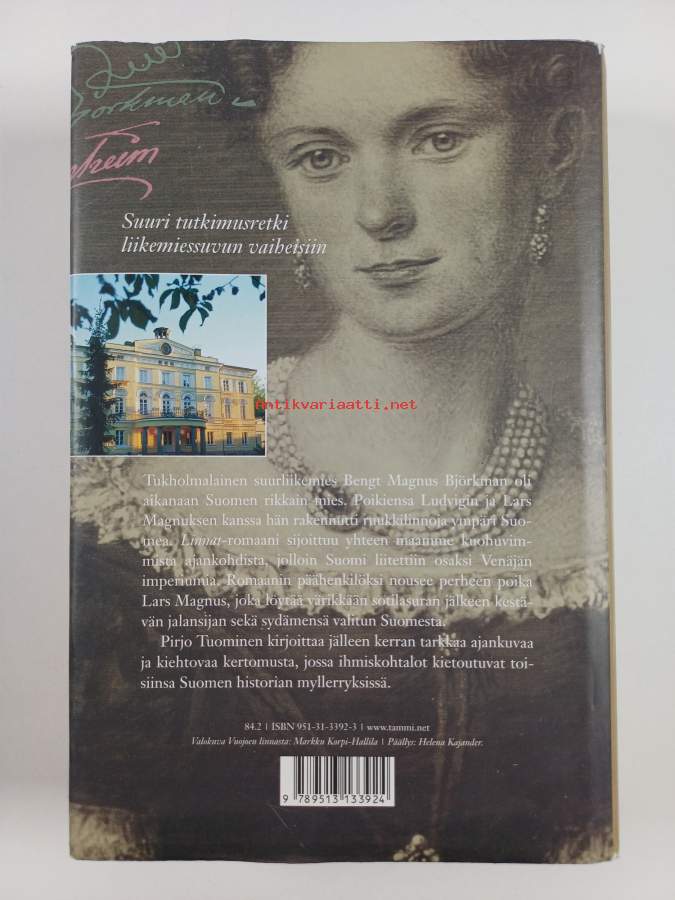 Björkman
Suuri tutkimusretki
liikemiessuvun vaiheisiin
Antikvariaatti.net
Tukholmalainen suurliikemies Bengt Magnus Björkman oli
aikanaan Suomen rikkain mies. Poikiensa Ludvigin ja Lars
Magnuksen kanssa hän rakennutti ruukkilinnoja ympäri Suo-
mea. Linnat-romaani sijoittuu yhteen maamme kuohuvim-
mista ajankohdista, jolloin Suomi liitettiin osaksi Venäjän
imperiumia. Romaanin päähenkilöksi nousee perheen poika
Lars Magnus, joka löytää värikkään sotilasuran jälkeen kestä-
vän jalansijan sekä sydämensä valitun Suomesta.
Pirjo Tuominen kirjoittaa jälleen kerran tarkkaa ajankuvaa
ja kiehtovaa kertomusta, jossa ihmiskohtalot kietoutuvat toi-
siinsa Suomen historian myllerryksissä.
84.2 | ISBN 951-31-3392-3 | www.tammi.net
Valokuva Vuojoen linnasta: Markku Korpi-Hallila | Päällys: Helena Kajander.
9 789513 133924